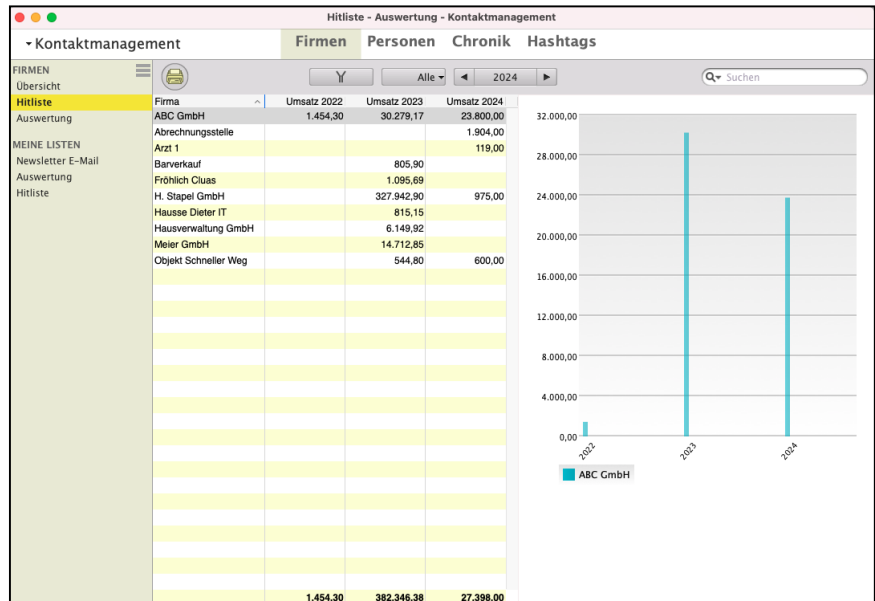 Hitliste - Auswertung - Kontaktmanagement
Kontaktmanagement Firmen Personen Chronik Hashtags
FIRMEN
Übersicht
Hitliste
Auswertung
MEINE LISTEN
Newsletter E-Mail
Auswertung
Hitliste
Alle 2024 Suchen
Firma Umsatz 2022 Umsatz 2023 Umsatz 2024
ABC GmbH 1.454,30 30.279,17 23.800,00
Abrechnungsstelle 1.904,00
Arzt 1 119,00
Barverkauf 805,90
Fröhlich Cluas 1.095,69
H. Stapel GmbH 327.942,90 975,00
Hausse Dieter IT 815,15
Hausverwaltung GmbH 6.149,92
Meier GmbH 14.712,85
Objekt Schneller Weg 544,80 600,00
1.454,30 382.346,38 27.398,00
32.000,00
28.000,00
24.000,00
20.000,00
16.000,00
12.000,00
8.000,00
4.000,00
0,00
2022 2023 2024
ABC GmbH